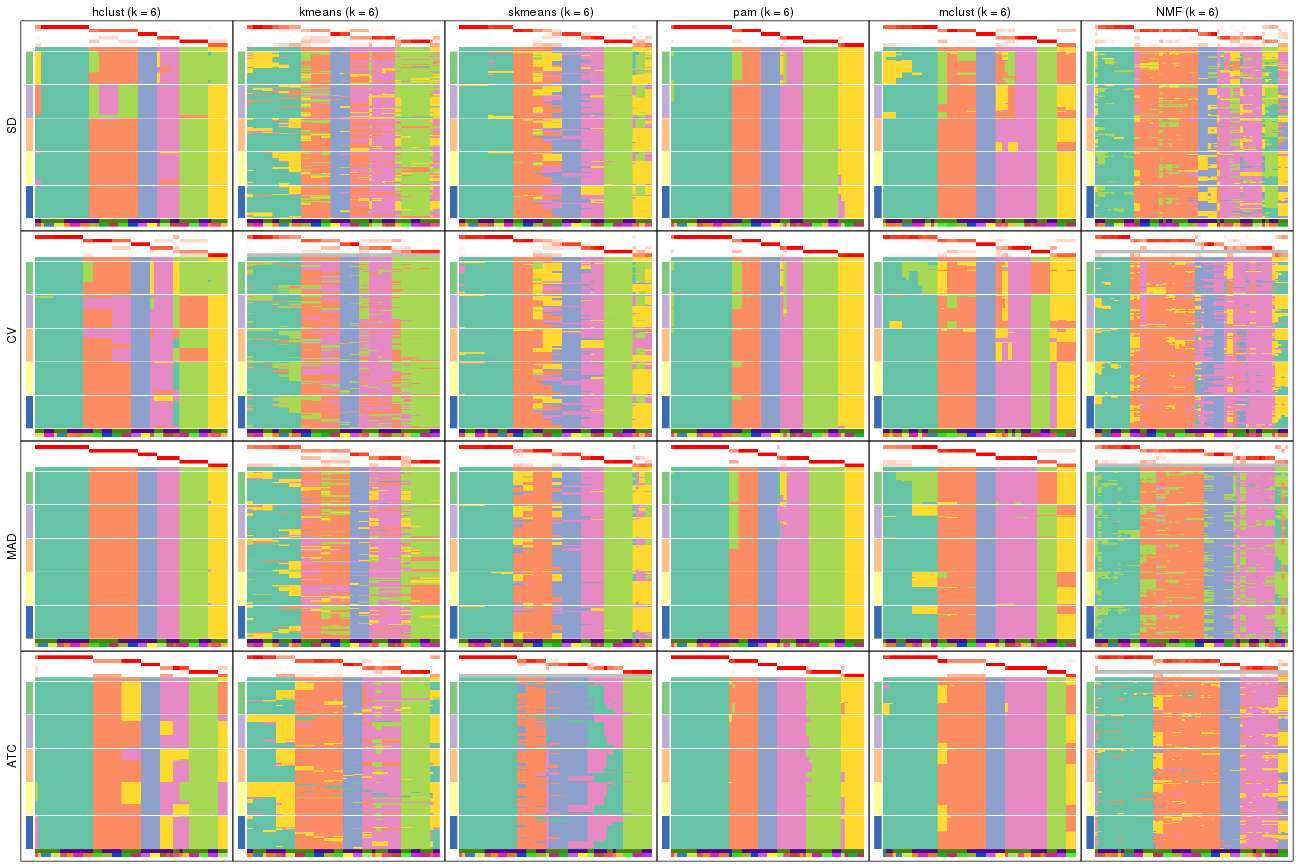 hclust (k = 6)
kmeans (k = 6)
skmeans (k = 6)
pam (k = 6)
mclust (k = 6)
NMF (k = 6)
SD
CV
MAD
ATC